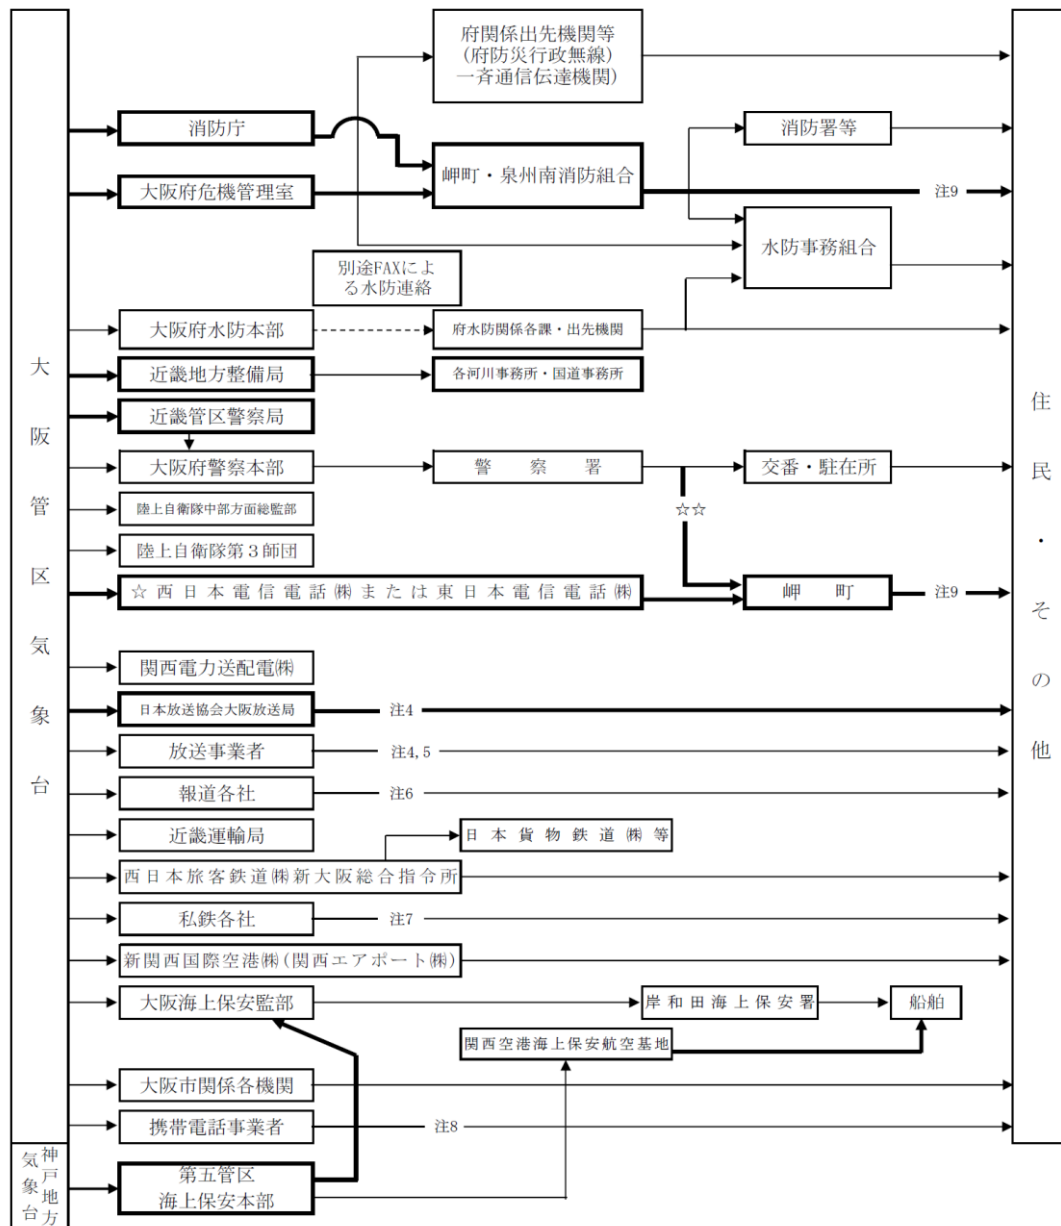 府関係出先機関等
(府防災行政無線)
一斉通信伝達機関)
消防庁
消防署等
大阪府危機管理室
岬町・泉州南消防組合
注9
水防事務組合
別途FAXによ
る水防連絡
大阪府水防本部
府水防関係各課・出先機関
近畿地方整備局
各河川事務所・国道事務所
近畿管区警察局
大阪府警察本部
警察署
交番・駐在所
☆☆
陸上自衛隊中部方面総監部
陸上自衛隊第3師団
☆西日本電信電話㈱または東日本電信電話㈱
岬町
注9
関西電力送配電㈱
日本放送協会大阪放送局
注4
放送事業者
注4,5
報道各社
注6
近畿運輸局
日本貨物鉄道㈱等
西日本旅客鉄道㈱新大阪総合指令所
私鉄各社
注7
新関西国際空港㈱(関西エアポート㈱)
大阪海上保安監部
岸和田海上保安署
船舶
関西空港海上保安航空基地
大阪市関係各機関
携帯電話事業者
注8
第五管区
海上保安本部
大阪管区気象台
神戸地方
気象台
住民・その他